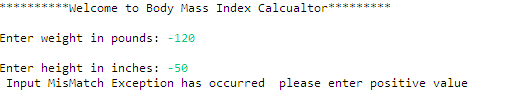 **********Welcome to Body Mass Index Calcualtor*********
Enter weight in pounds: -120
Enter height in inches: -50
Input MisMatch Exception has occurred  please enter positive value